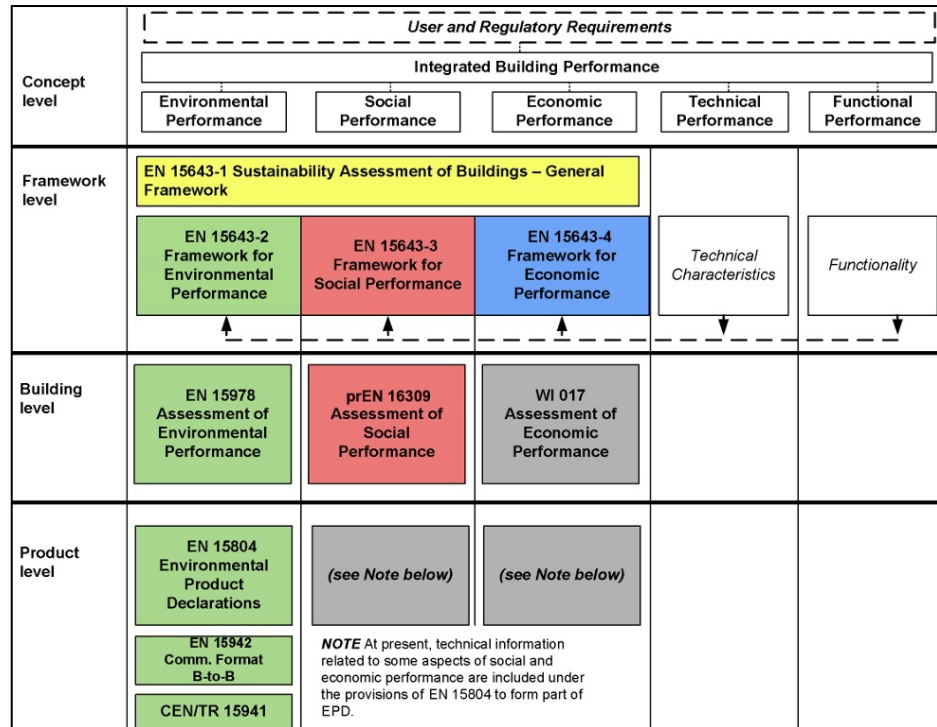 User and Regulatory Requirements
Concept
level
Integrated Building Performance
Environmental
Performance
Social
Performance
Economic
Performance
Technical
Performance
Functional
Performance
Framework
level
EN 15643-1 Sustainability Assessment of Buildings – General
Framework
EN 15643-2
Framework for
Environmental
Performance
EN 15643-3
Framework for
Social Performance
EN 15643-4
Framework for
Economic
Performance
Technical
Characteristics
Functionality
Building
level
EN 15978
Assessment of
Environmental
Performance
prEN 16309
Assessment of
Social
Performance
WI 017
Assessment of
Economic
Performance
Product
level
EN 15804
Environmental
Product
Declarations
(see Note below)
(see Note below)
EN 15942
Comm. Format
B-to-B
CEN/TR 15941
NOTE At present, technical information
related to some aspects of social and
economic performance are included under
the provisions of EN 15804 to form part of
EPD.